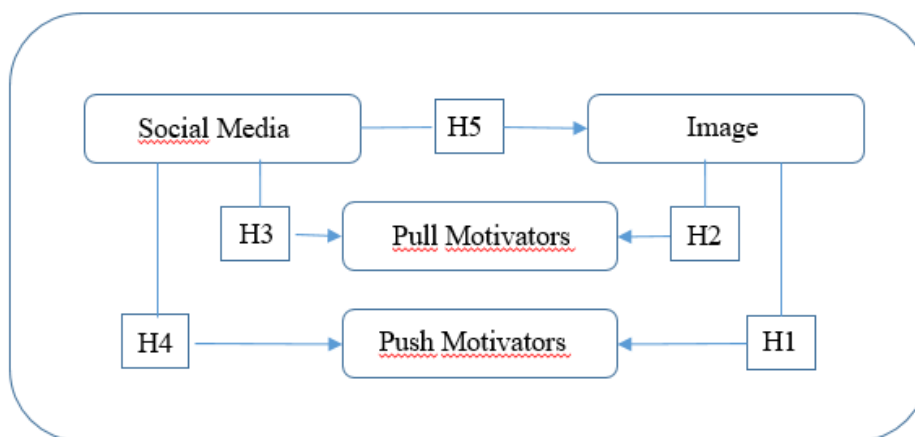 Social Media
H5
Image
H3
Pull Motivators
H2
H4
Push Motivators
H1